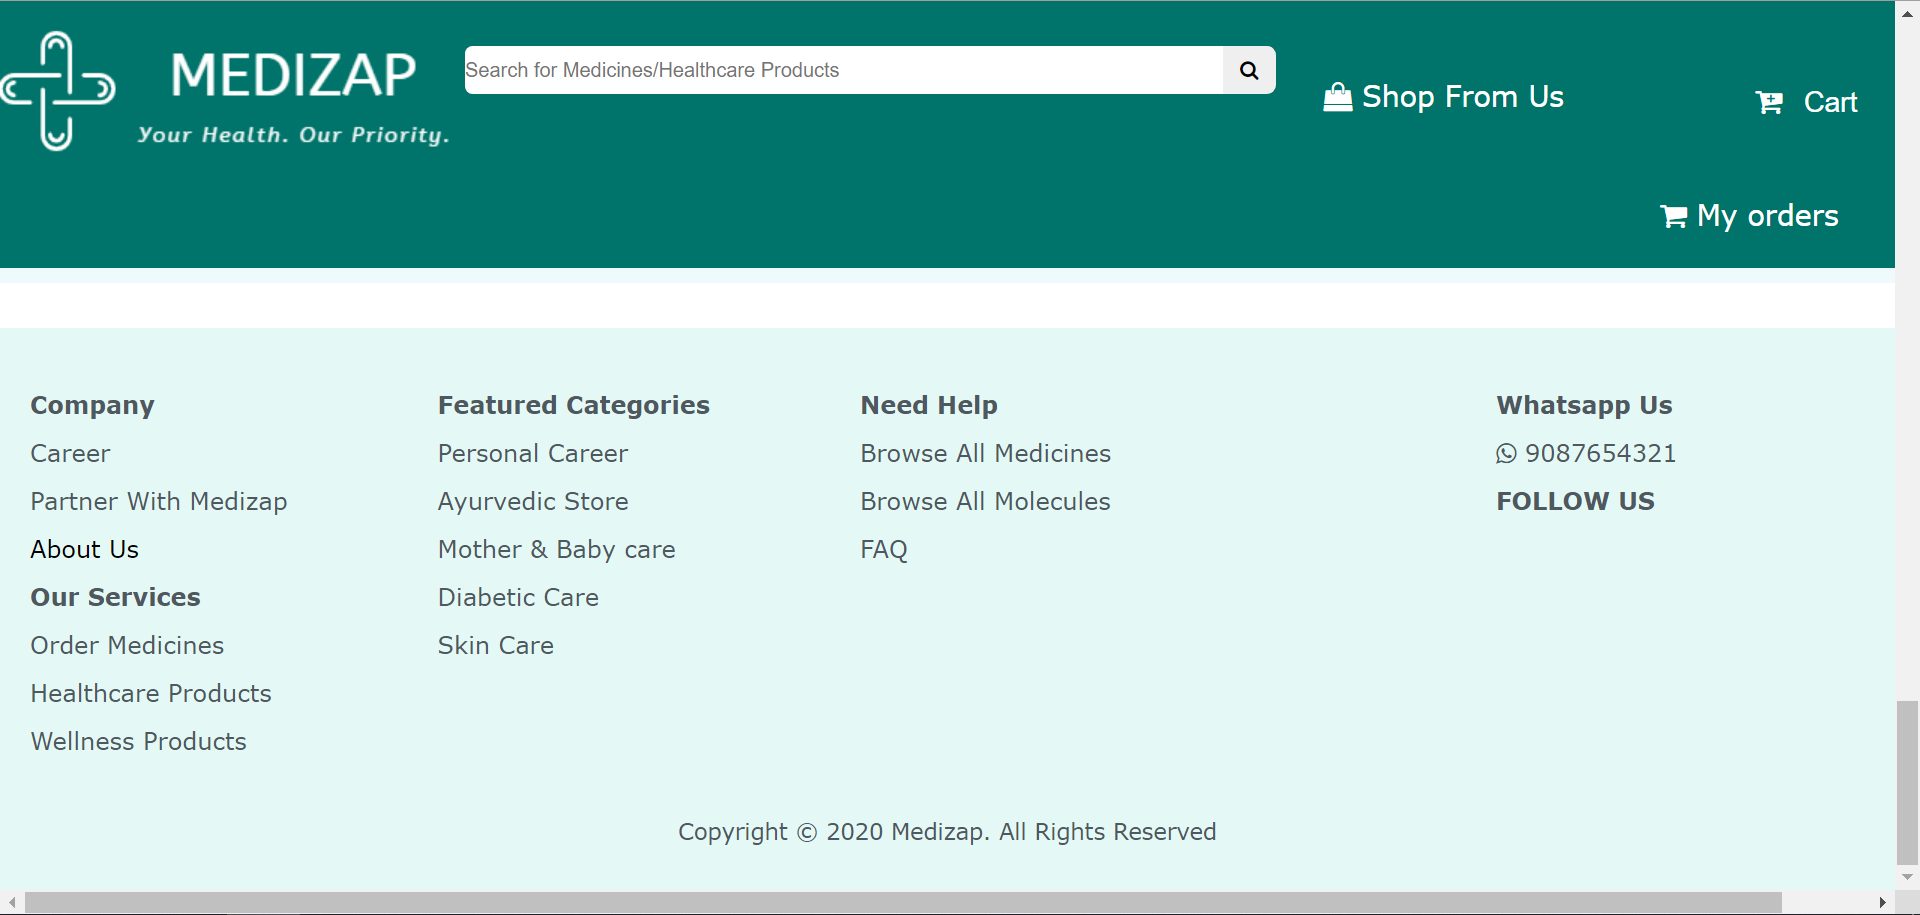 MEDIZAP
Your Health. Our Priority.
Search for Medicines/Healthcare Products
Shop From Us
Cart
My orders
Company
Career
Partner With Medizap
About Us
Our Services
Order Medicines
Healthcare Products
Wellness Products
Featured Categories
Personal Career
Ayurvedic Store
Mother & Baby care
Diabetic Care
Skin Care
Need Help
Browse All Medicines
Browse All Molecules
FAQ
Whatsapp Us
9087654321
FOLLOW US
Copyright © 2020 Medizap. All Rights Reserved